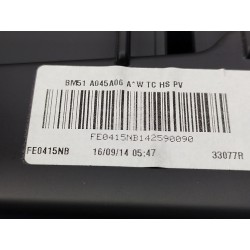 BM51 A045A06 A*W TC HS PV
FE0415NB142590090
FE0415NB 16/09/14 05:47 33077R